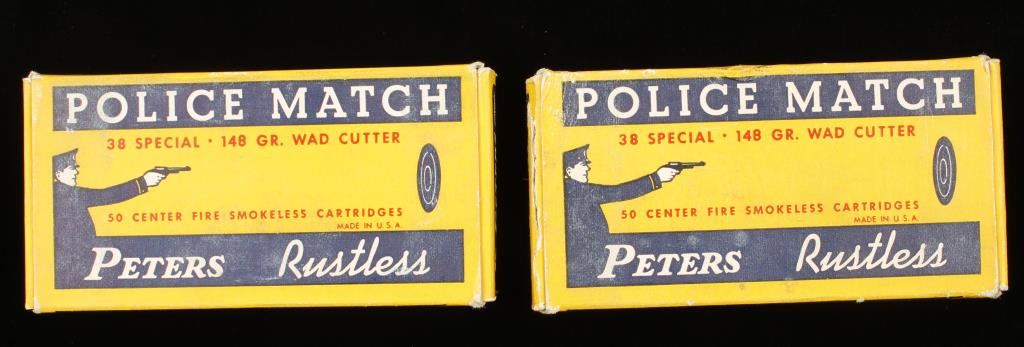 POLICE MATCH
38 SPECIAL · 148 GR. WAD CUTTER
50 CENTER FIRE SMOKELESS CARTRIDGES
MADE IN U.S.A.
PETERS Rustless
POLICE MATCH
38 SPECIAL · 148 GR. WAD CUTTER
50 CENTER FIRE SMOKELESS CARTRIDGES
MADE IN U.S.A.
PETERS Rustless